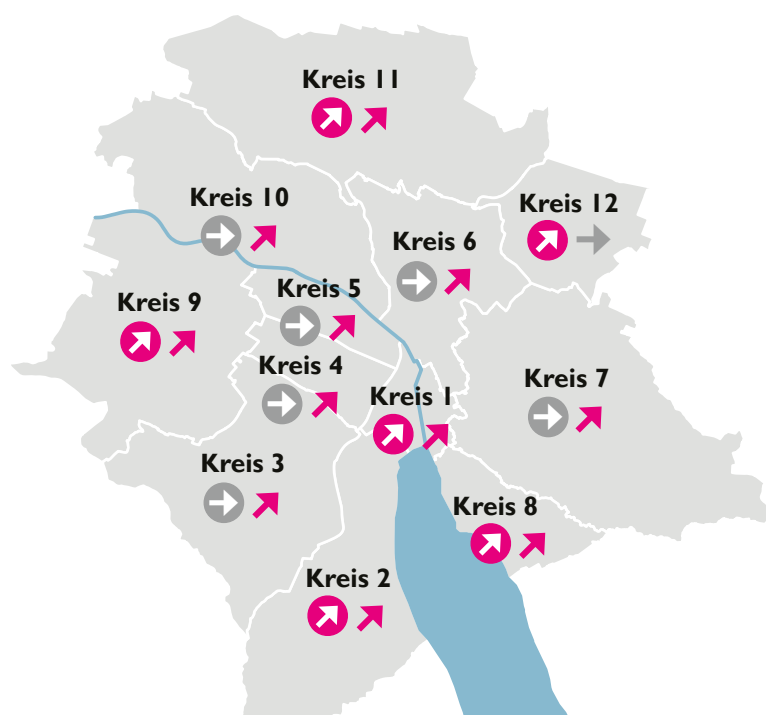 Kreis 11
Kreis 10
Kreis 12
Kreis 6
Kreis 5
Kreis 9
Kreis 4
Kreis 7
Kreis 1
Kreis 3
Kreis 8
Kreis 2